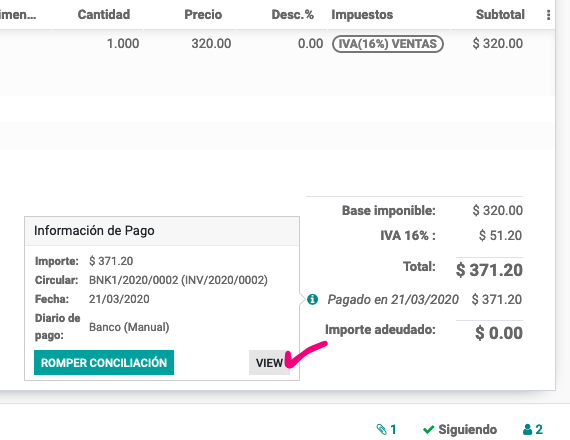 imen... Cantidad Precio Desc.% Impuestos Subtotal
1.000 320.00 0.00 IVA(16%) VENTAS $ 320.00
Base imponible: $ 320.00
IVA 16% : $ 51.20
Total: $ 371.20
Pagado en 21/03/2020 $ 371.20
Importe adeudado: $ 0.00
Información de Pago
Importe: $ 371.20
Circular: BNK1/2020/0002 (INV/2020/0002)
Fecha: 21/03/2020
Diario de
pago: Banco (Manual)
ROMPER CONCILIACIÓN VIEW
1 Siguiendo 2